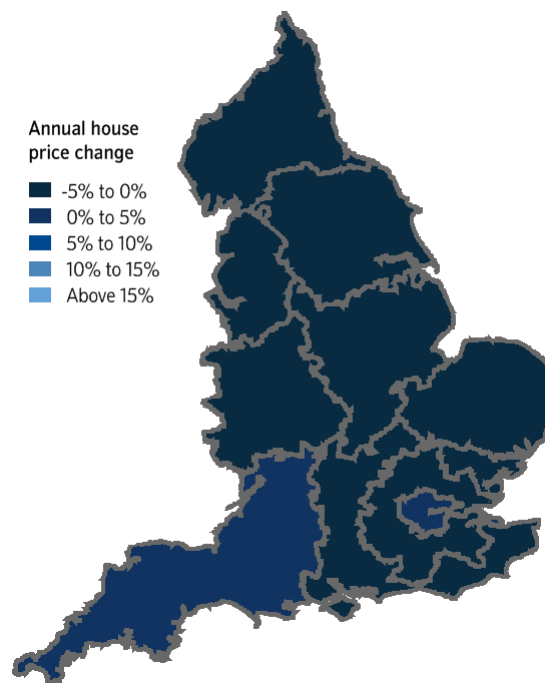 Annual house
price change
-5% to 0%
0% to 5%
5% to 10%
10% to 15%
Above 15%